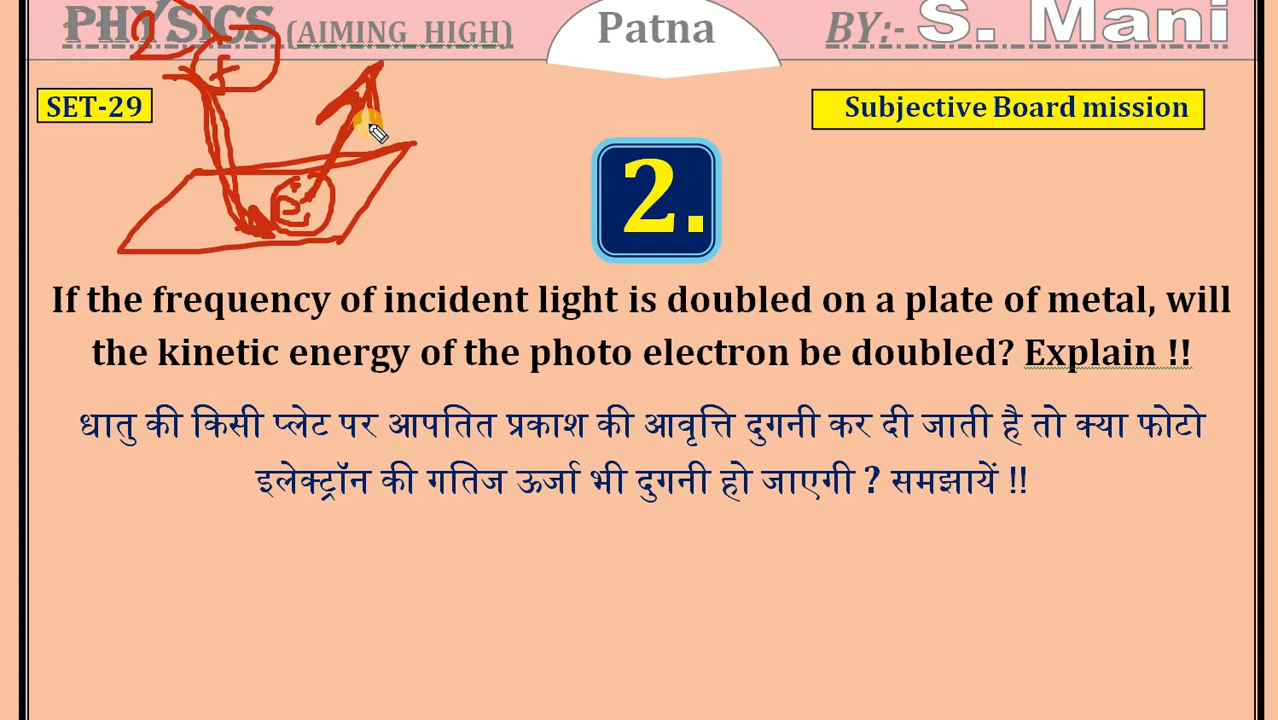 PHYSICS (AIMING HIGH) Patna BY:- S. Mani
SET-29 Subjective Board mission
2.
If the frequency of incident light is doubled on a plate of metal, will
the kinetic energy of the photo electron be doubled? Explain !!
धातु की किसी प्लेट पर आपतित प्रकाश की आवृत्ति दुगनी कर दी जाती है तो क्या फोटो
इलेक्ट्रॉन की गतिज ऊर्जा भी दुगनी हो जाएगी ? समझायें !!